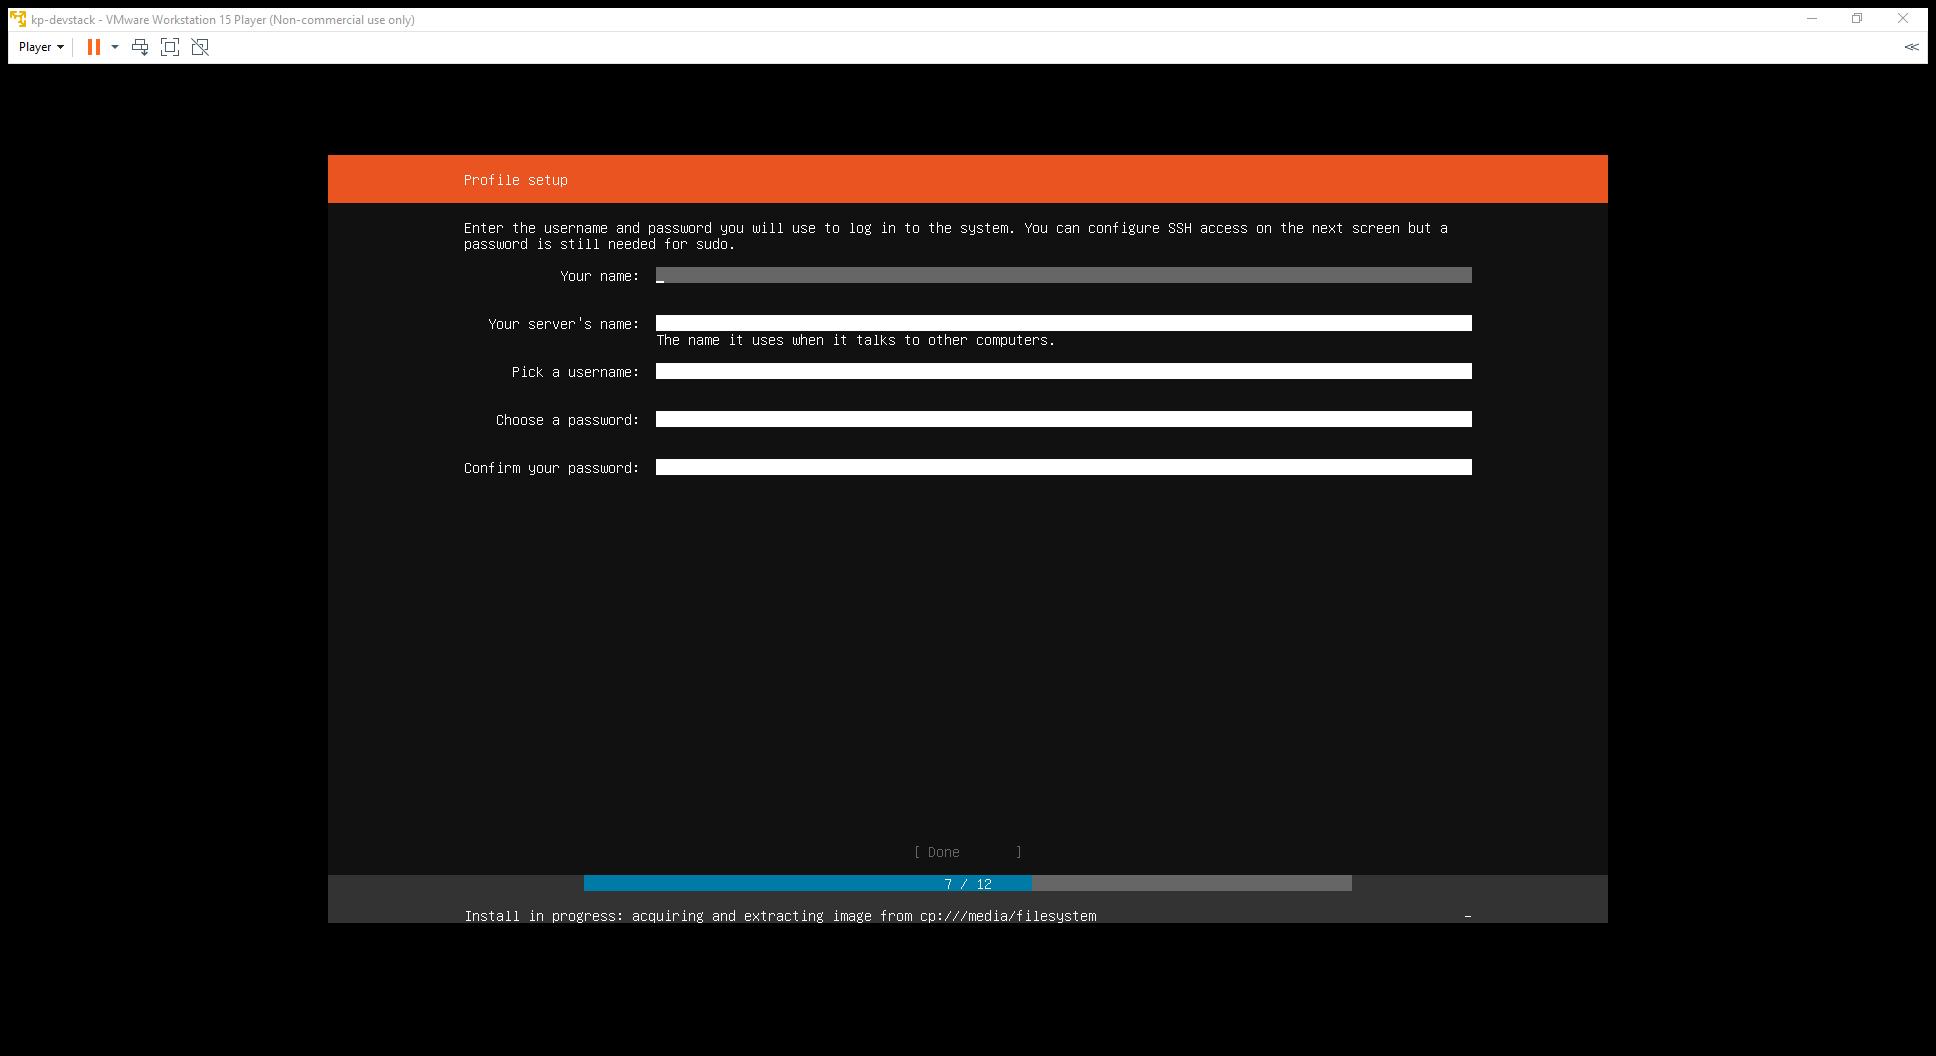 kp-devstack - VMware Workstation 15 Player (Non-commercial use only)
Player
Profile setup
Enter the username and password you will use to log in to the system. You can configure SSH access on the next screen but a
password is still needed for sudo.
Your name:
Your server's name:
The name it uses when it talks to other computers.
Pick a username:
Choose a password:
Confirm your password:
[ Done ]
7 / 12
Install in progress: acquiring and extracting image from cp:///media/filesystem -